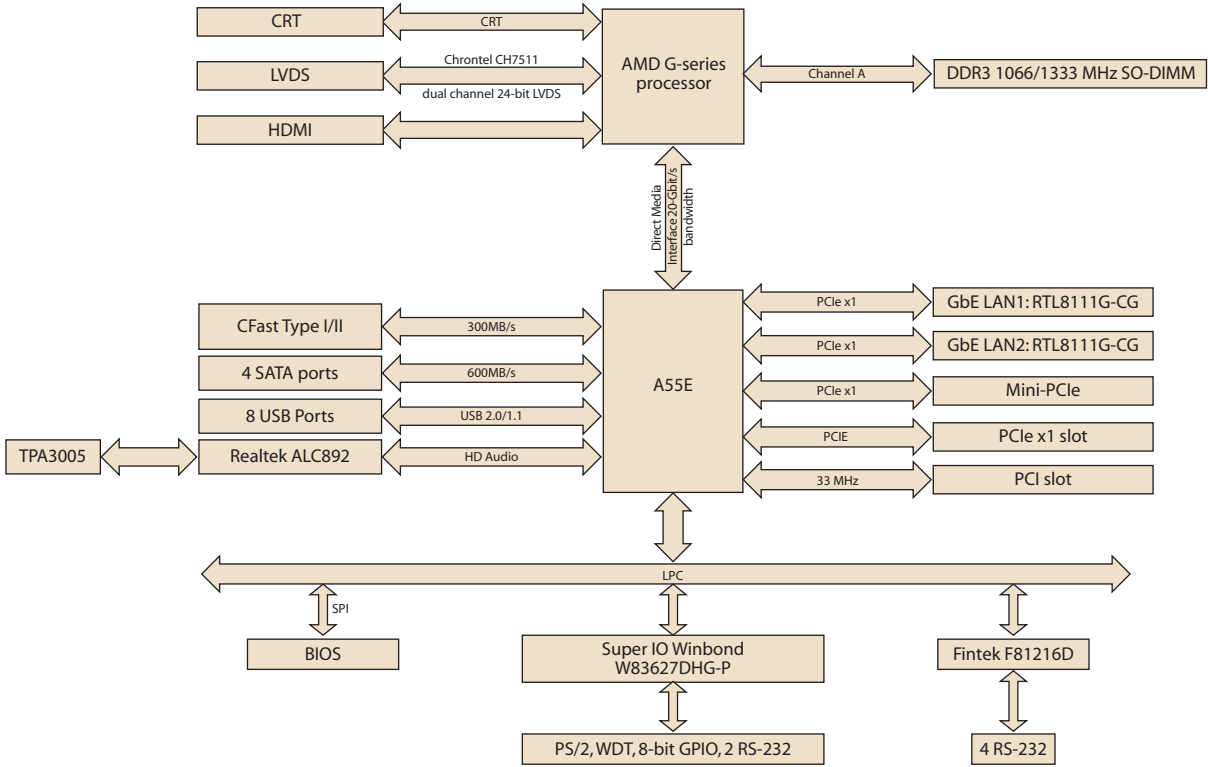 CRT
CRT
AMD G-series
processor
Channel A
DDR3 1066/1333 MHz SO-DIMM
LVDS
Chrontel CH7511
dual channel 24-bit LVDS
HDMI
Direct Media
Interface 20-Gbit/s
bandwidth
CFast Type I/II
300MB/s
4 SATA ports
600MB/s
8 USB Ports
USB 2.0/1.1
TPA3005
Realtek ALC892
HD Audio
A55E
PCIe x1
GbE LAN1: RTL8111G-CG
PCIe x1
GbE LAN2: RTL8111G-CG
PCIe x1
Mini-PCIe
PCIE
PCIe x1 slot
33 MHz
PCI slot
LPC
SPI
BIOS
Super IO Winbond
W83627DHG-P
Fintek F81216D
PS/2, WDT, 8-bit GPIO, 2 RS-232
4 RS-232